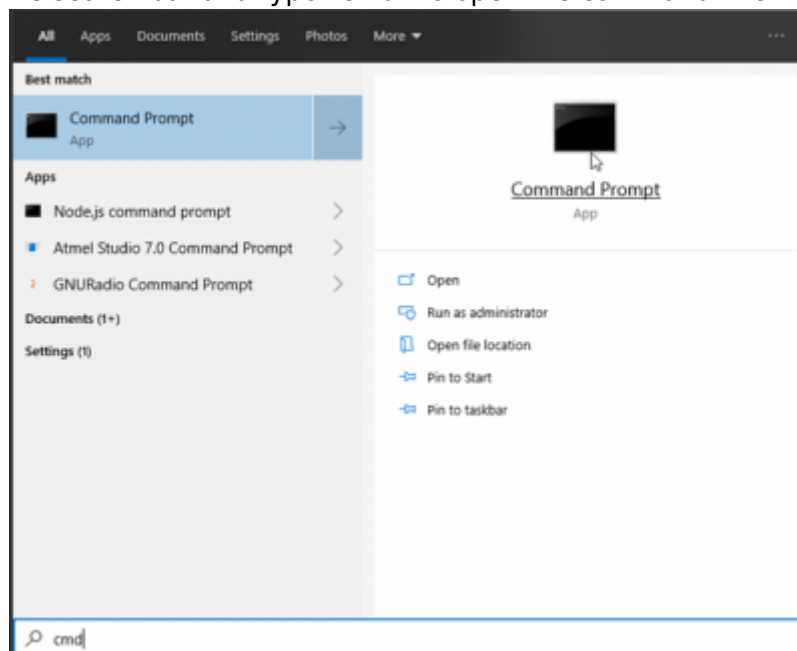 All Apps Documents Settings Photos More
Best match
Command Prompt
App
Apps
Node.js command prompt
Atmel Studio 7.0 Command Prompt
GNURadio Command Prompt
Documents (1+)
Settings (1)
Command Prompt
App
Open
Run as administrator
Open file location
Pin to Start
Pin to taskbar
cmd